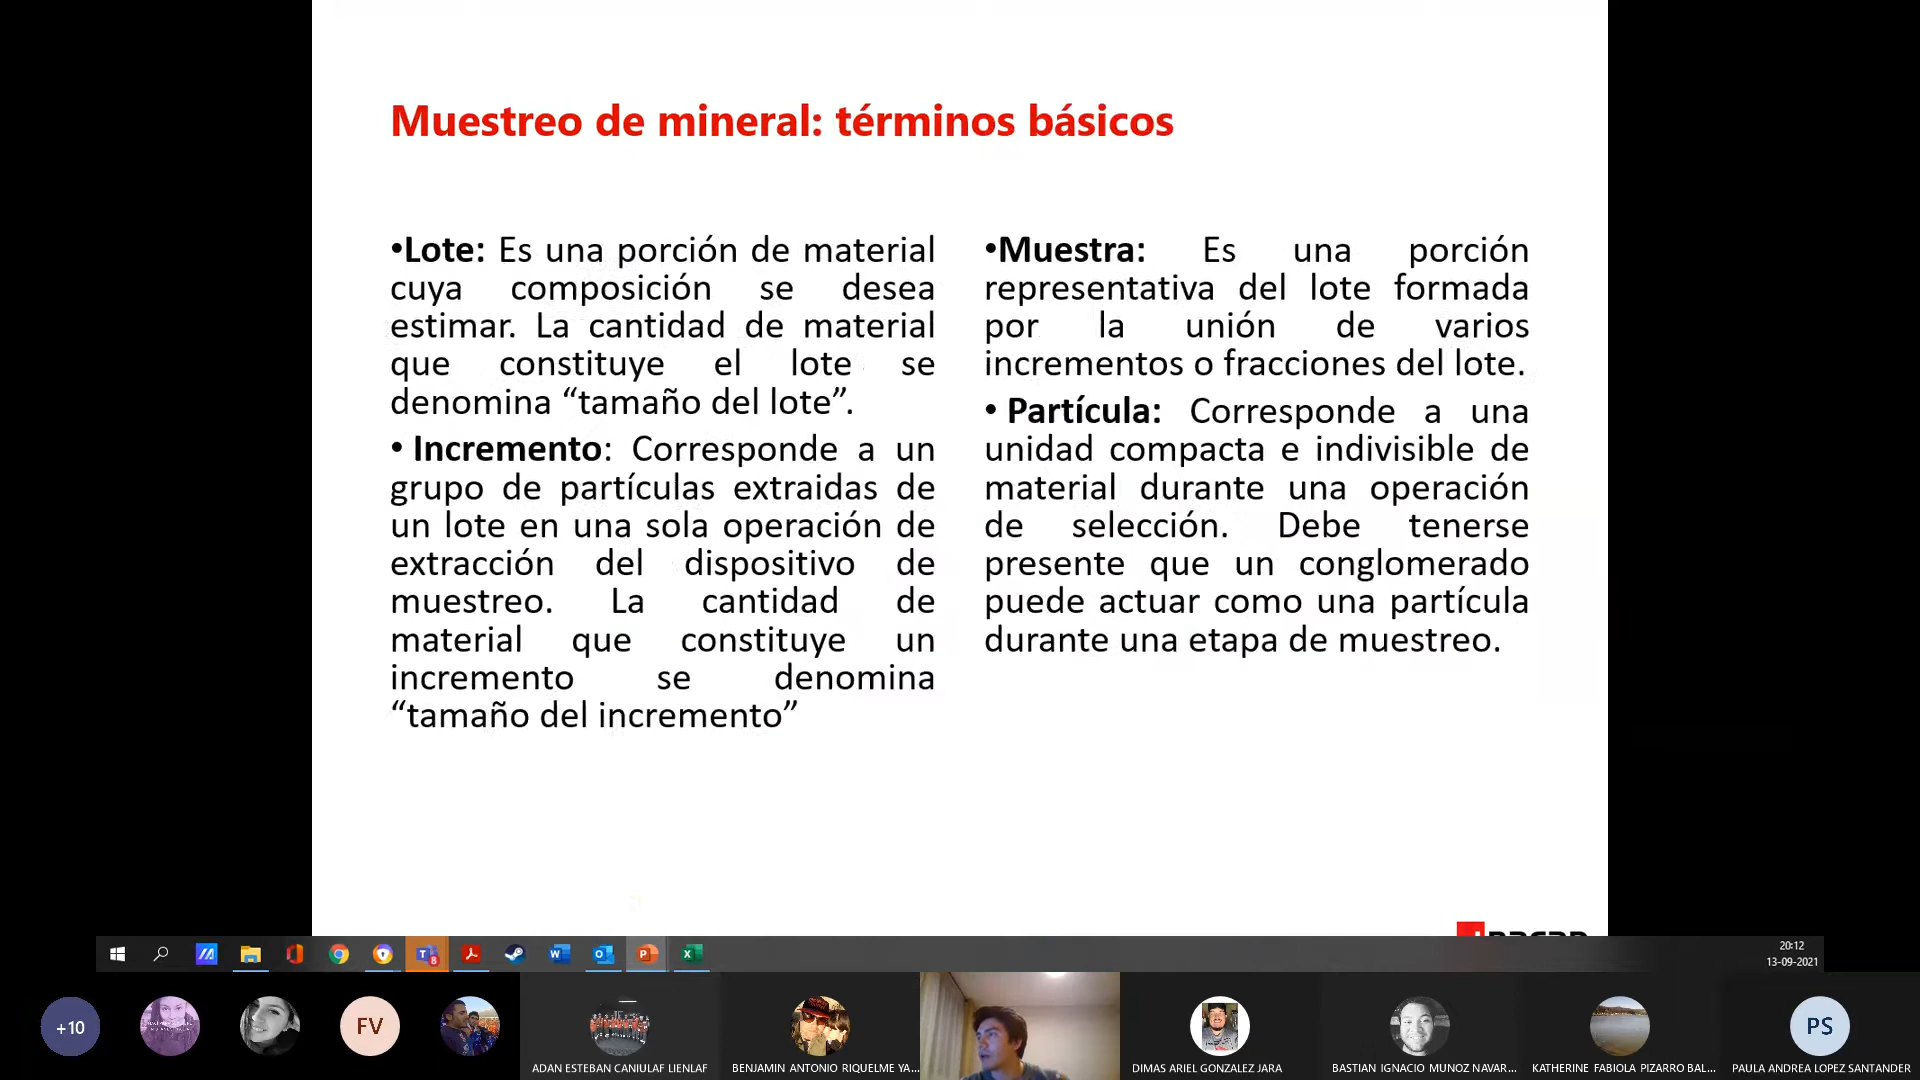 Muestreo de mineral: términos básicos
•Lote: Es una porción de material
cuya composición se desea
estimar. La cantidad de material
que constituye el lote se
denomina “tamaño del lote”.
• Incremento: Corresponde a un
grupo de partículas extraidas de
un lote en una sola operación de
extracción del dispositivo de
muestreo. La cantidad de
material que constituye un
incremento se denomina
“tamaño del incremento”
•Muestra: Es una porción
representativa del lote formada
por la unión de varios
incrementos o fracciones del lote.
• Partícula: Corresponde a una
unidad compacta e indivisible de
material durante una operación
de selección. Debe tenerse
presente que un conglomerado
puede actuar como una partícula
durante una etapa de muestreo.
20:12
13-09-2021
+10
FV
PS
ADAN ESTEBAN CANIULAF LIENLAF
BENJAMIN ANTONIO RIQUELME YA...
DIMAS ARIEL GONZALEZ JARA
BASTIAN IGNACIO MUNOZ NAVAR...
KATHERINE FABIOLA PIZARRO BAL...
PAULA ANDREA LOPEZ SANTANDER